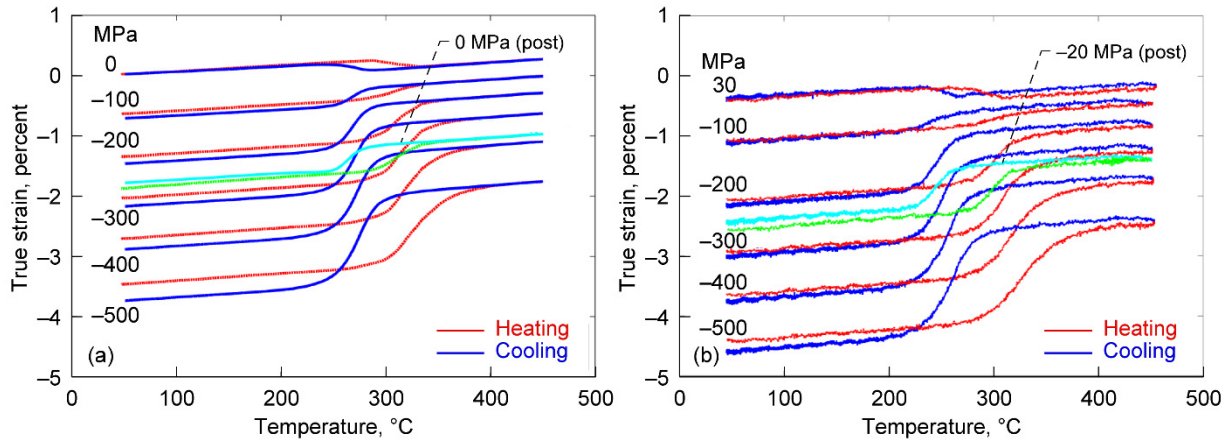 1
0
–1
–2
–3
–4
–5
True strain, percent
MPa
0
–100
–200
–300
–400
–500
0 MPa (post)
(a)
Heating
Cooling
0
100
200
300
400
500
Temperature, °C
1
0
–1
–2
–3
–4
–5
True strain, percent
MPa
30
–100
–200
–300
–400
–500
–20 MPa (post)
(b)
Heating
Cooling
0
100
200
300
400
500
Temperature, °C